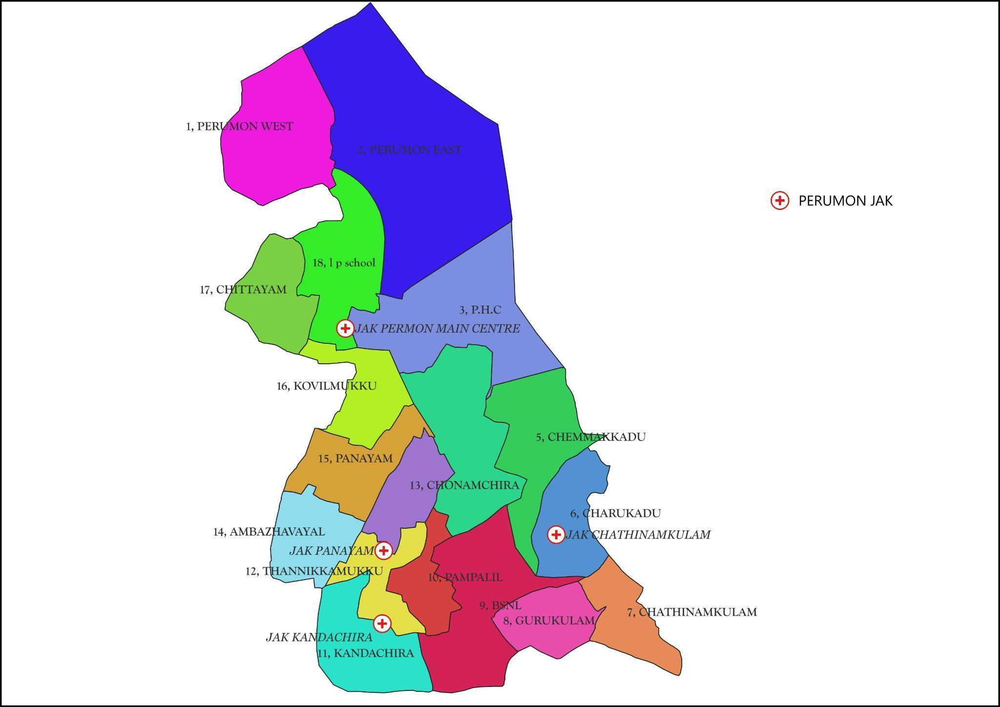 1, PERUMON WEST
2, PERUMON EAST
PERUMON JAK
18, l p school
17, CHITTAYAM
3, P.H.C
JAK PERMON MAIN CENTRE
16, KOVILMUKKU
5, CHEMMAKKADU
15, PANAYAM
13, CHONAMCHIRA
6, CHARUKADU
14, AMBAZHAVAYAL
JAK CHATHINAMKULAM
JAK PANAYAM
12, THANNIKKAMUKKU
10, PAMPALIL
9, BSNL
7, CHATHINAMKULAM
8, GURUKULAM
JAK KANDACHIRA
11, KANDACHIRA